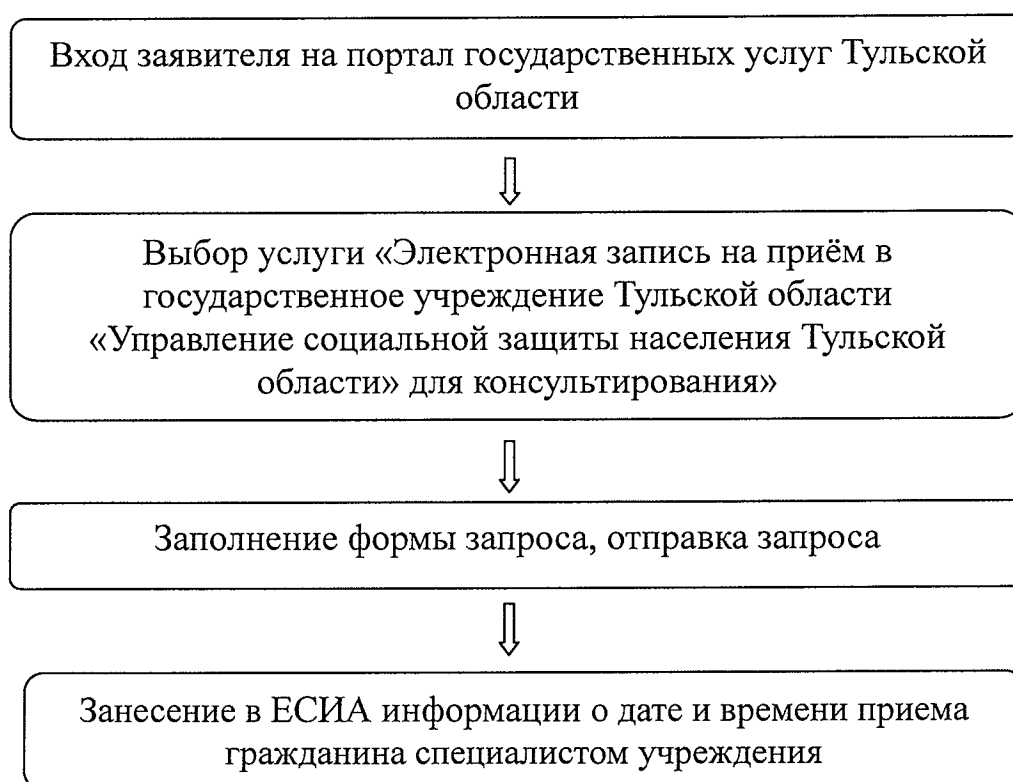 Вход заявителя на портал государственных услуг Тульской
области
Выбор услуги «Электронная запись на приём в
государственное учреждение Тульской области
«Управление социальной защиты населения Тульской
области» для консультирования»
Заполнение формы запроса, отправка запроса
Занесение в ЕСИА информации о дате и времени приема
гражданина специалистом учреждения